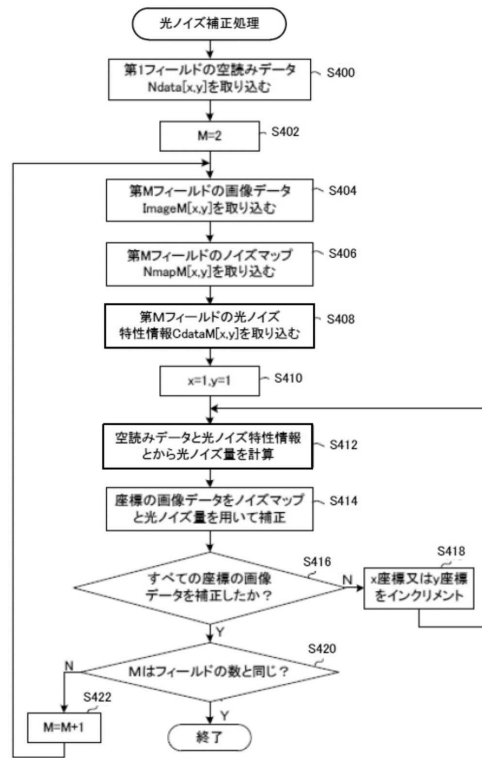 光ノイズ補正処理
第1フィールドの空読みデータ
Ndata[x,y]を取り込む
S400
M=2
S402
第Mフィールドの画像データ
ImageM[x,y]を取り込む
S404
第Mフィールドのノイズマップ
NmapM[x,y]を取り込む
S406
第Mフィールドの光ノイズ
特性情報CdataM[x,y]を取り込む
S408
x=1,y=1
S410
空読みデータと光ノイズ特性情報
とから光ノイズ量を計算
S412
座標の画像データをノイズマップ
と光ノイズ量を用いて補正
S414
すべての座標の画像
データを補正したか？
S416
N
S418
x座標又はy座標
をインクリメント
Y
Mはフィールドの数と同じ？
S420
N
S422
M=M+1
Y
終了